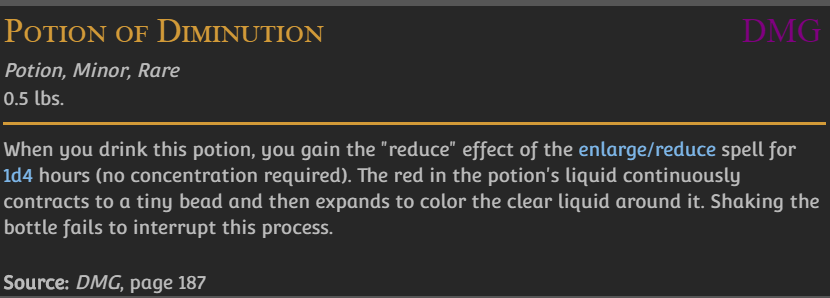 Potion of Diminution DMG
Potion, Minor, Rare
0.5 lbs.
When you drink this potion, you gain the "reduce" effect of the enlarge/reduce spell for
1d4 hours (no concentration required). The red in the potion's liquid continuously
contracts to a tiny bead and then expands to color the clear liquid around it. Shaking the
bottle fails to interrupt this process.
Source: DMG, page 187